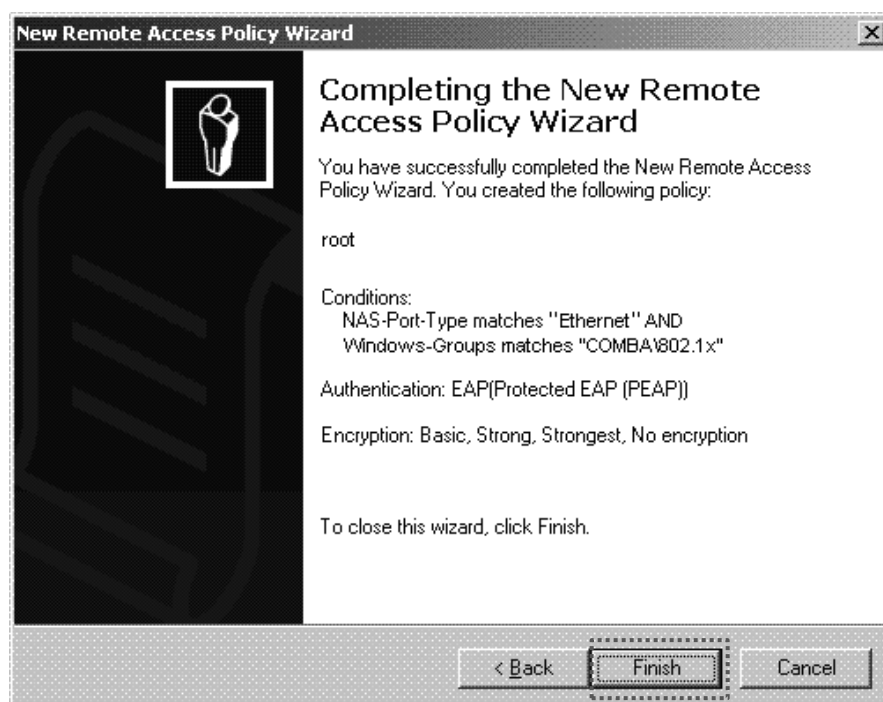 New Remote Access Policy Wizard
Completing the New Remote
Access Policy Wizard
You have successfully completed the New Remote Access
Policy Wizard. You created the following policy:
root
Conditions:
NAS-Port-Type matches "Ethernet" AND
Windows-Groups matches "COMBA\802.1x"
Authentication: EAP(Protected EAP (PEAP))
Encryption: Basic, Strong, Strongest, No encryption
To close this wizard, click Finish.
< Back Finish Cancel